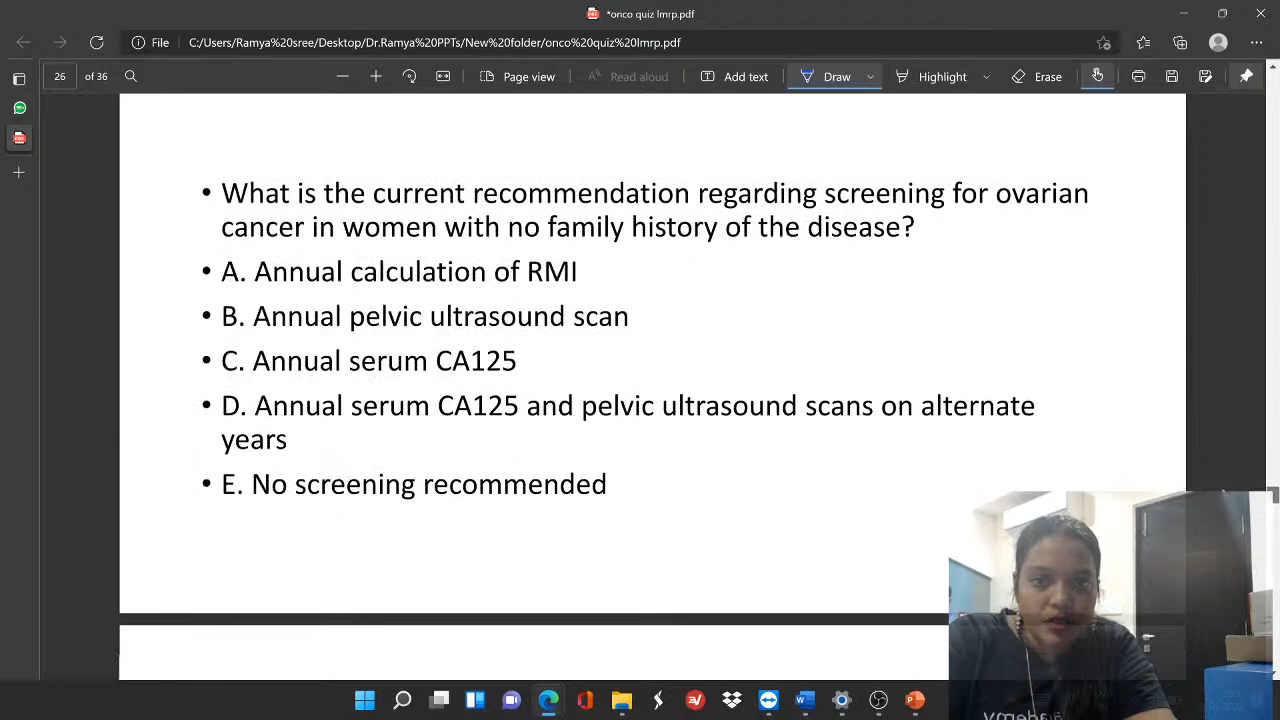 *onco quiz lmrp.pdf
File
C:/Users/Ramya%20sree/Desktop/Dr.Ramya%20PPTs/New%20folder/onco%20quiz%20lmrp.pdf
26 of 36
Page view
Read aloud
Add text
Draw
Highlight
Erase
• What is the current recommendation regarding screening for ovarian
cancer in women with no family history of the disease?
• A. Annual calculation of RMI
• B. Annual pelvic ultrasound scan
• C. Annual serum CA125
• D. Annual serum CA125 and pelvic ultrasound scans on alternate
years
• E. No screening recommended